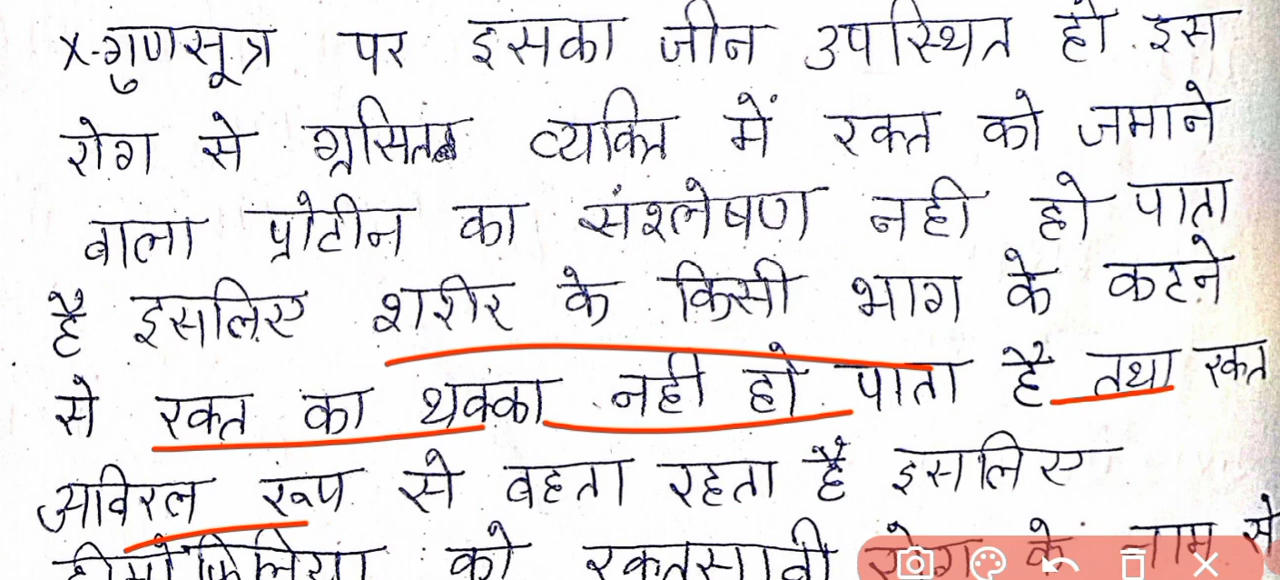 X-गुणसूत्र पर इसका जीन उपस्थित हो इस
रोग से ग्रसित व्यक्ति में रक्त को जमाने
वाला प्रोटीन का संश्लेषण नही हो पाता
है इसलिए शरीर के किसी भाग के कटने
से रक्त का थक्का नही हो पाता है तथा रक्त
अविरल रूप से बहता रहता है इसलिए
हीमोफिलिया को रक्तस्रावी रोग के नाम से